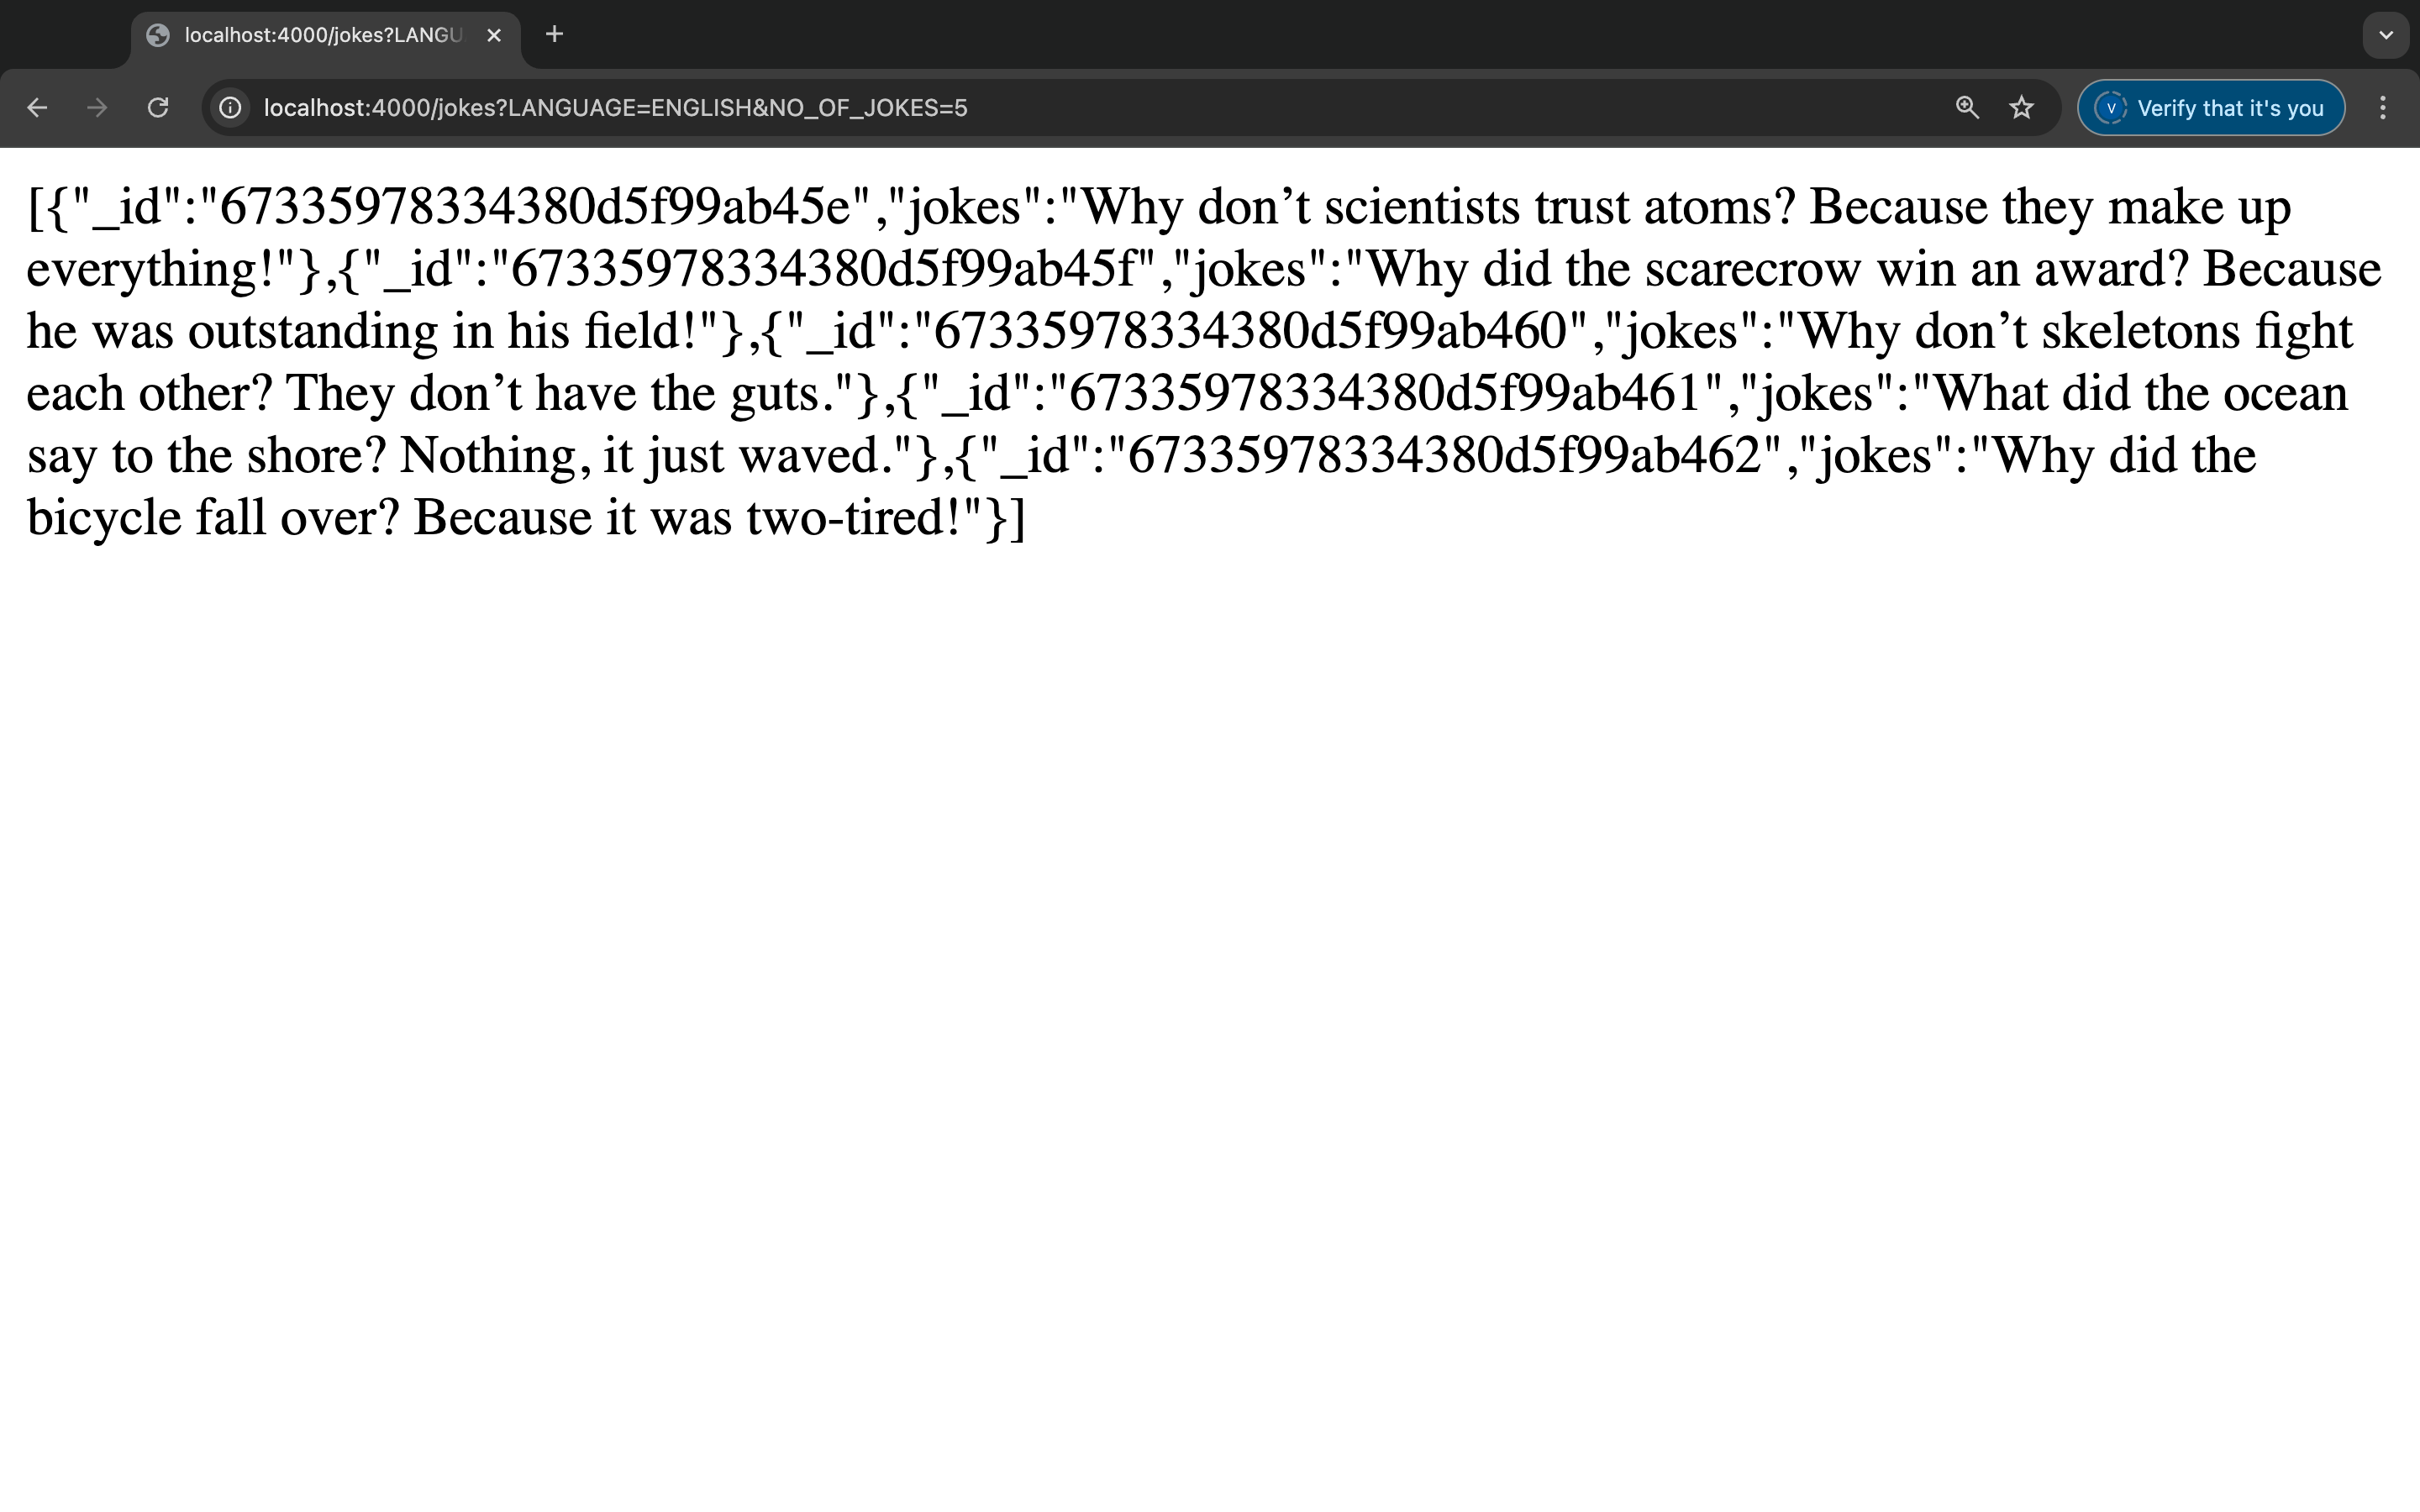 localhost:4000/jokes?LANGU
localhost:4000/jokes?LANGUAGE=ENGLISH&NO_OF_JOKES=5
V Verify that it's you
[{"_id":"67335978334380d5f99ab45e","jokes":"Why don’t scientists trust atoms? Because they make up
everything!"},{"_id":"67335978334380d5f99ab45f","jokes":"Why did the scarecrow win an award? Because
he was outstanding in his field!"},{"_id":"67335978334380d5f99ab460","jokes":"Why don’t skeletons fight
each other? They don’t have the guts."},{"_id":"67335978334380d5f99ab461","jokes":"What did the ocean
say to the shore? Nothing, it just waved."},{"_id":"67335978334380d5f99ab462","jokes":"Why did the
bicycle fall over? Because it was two-tired!"}]